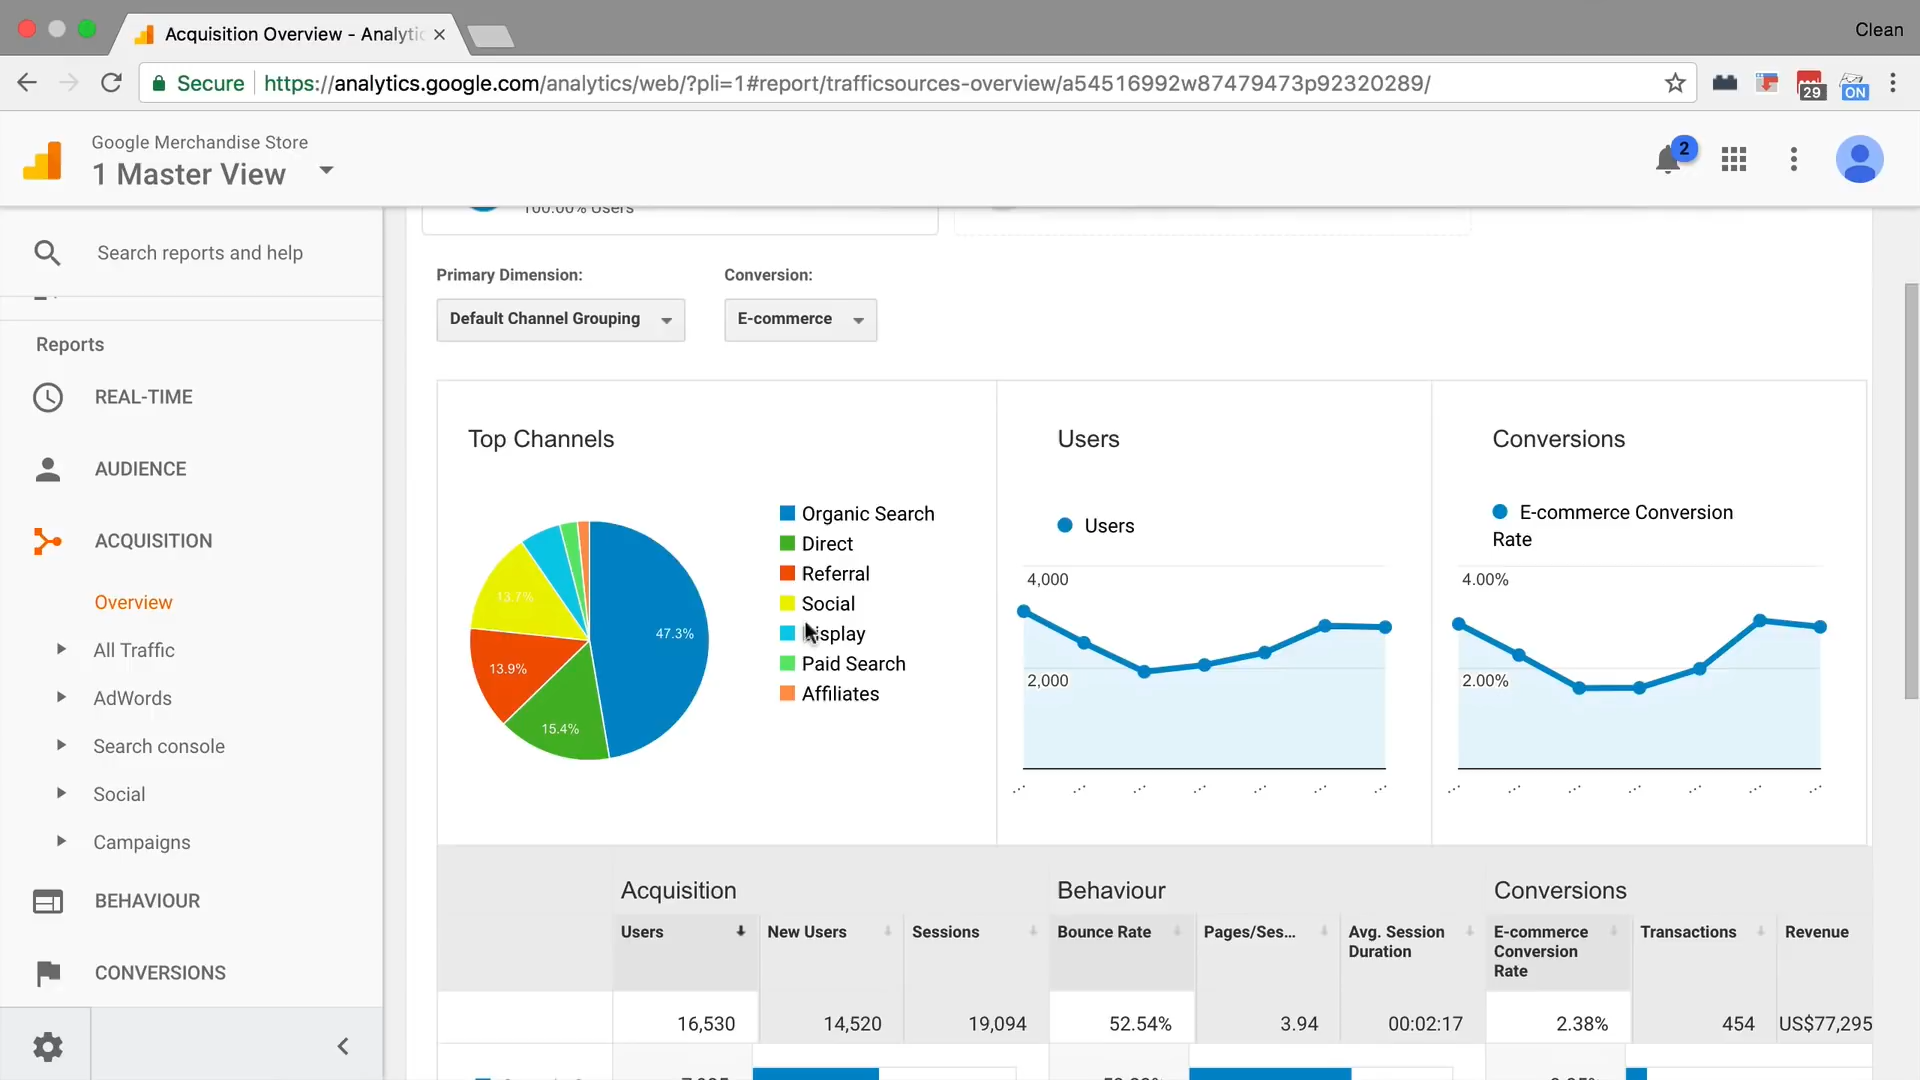 Acquisition Overview - Analytic
Clean
Secure
https://analytics.google.com/analytics/web/?pli=1#report/trafficsources-overview/a54516992w87479473p92320289/
29
ON
Google Merchandise Store
1 Master View
2
Search reports and help
100.00% Users
Primary Dimension:
Conversion:
Default Channel Grouping
E-commerce
Reports
REAL-TIME
AUDIENCE
ACQUISITION
Overview
All Traffic
AdWords
Search console
Social
Campaigns
BEHAVIOUR
CONVERSIONS
Top Channels
47.3%
15.4%
13.9%
13.7%
Organic Search
Direct
Referral
Social
isplay
Paid Search
Affiliates
Users
Users
4,000
2,000
Conversions
E-commerce Conversion
Rate
4.00%
2.00%
Acquisition
Behaviour
Conversions
Users
New Users
Sessions
Bounce Rate
Pages/Ses...
Avg. Session
Duration
E-commerce
Conversion
Rate
Transactions
Revenue
16,530
14,520
19,094
52.54%
3.94
00:02:17
2.38%
454
US$77,295